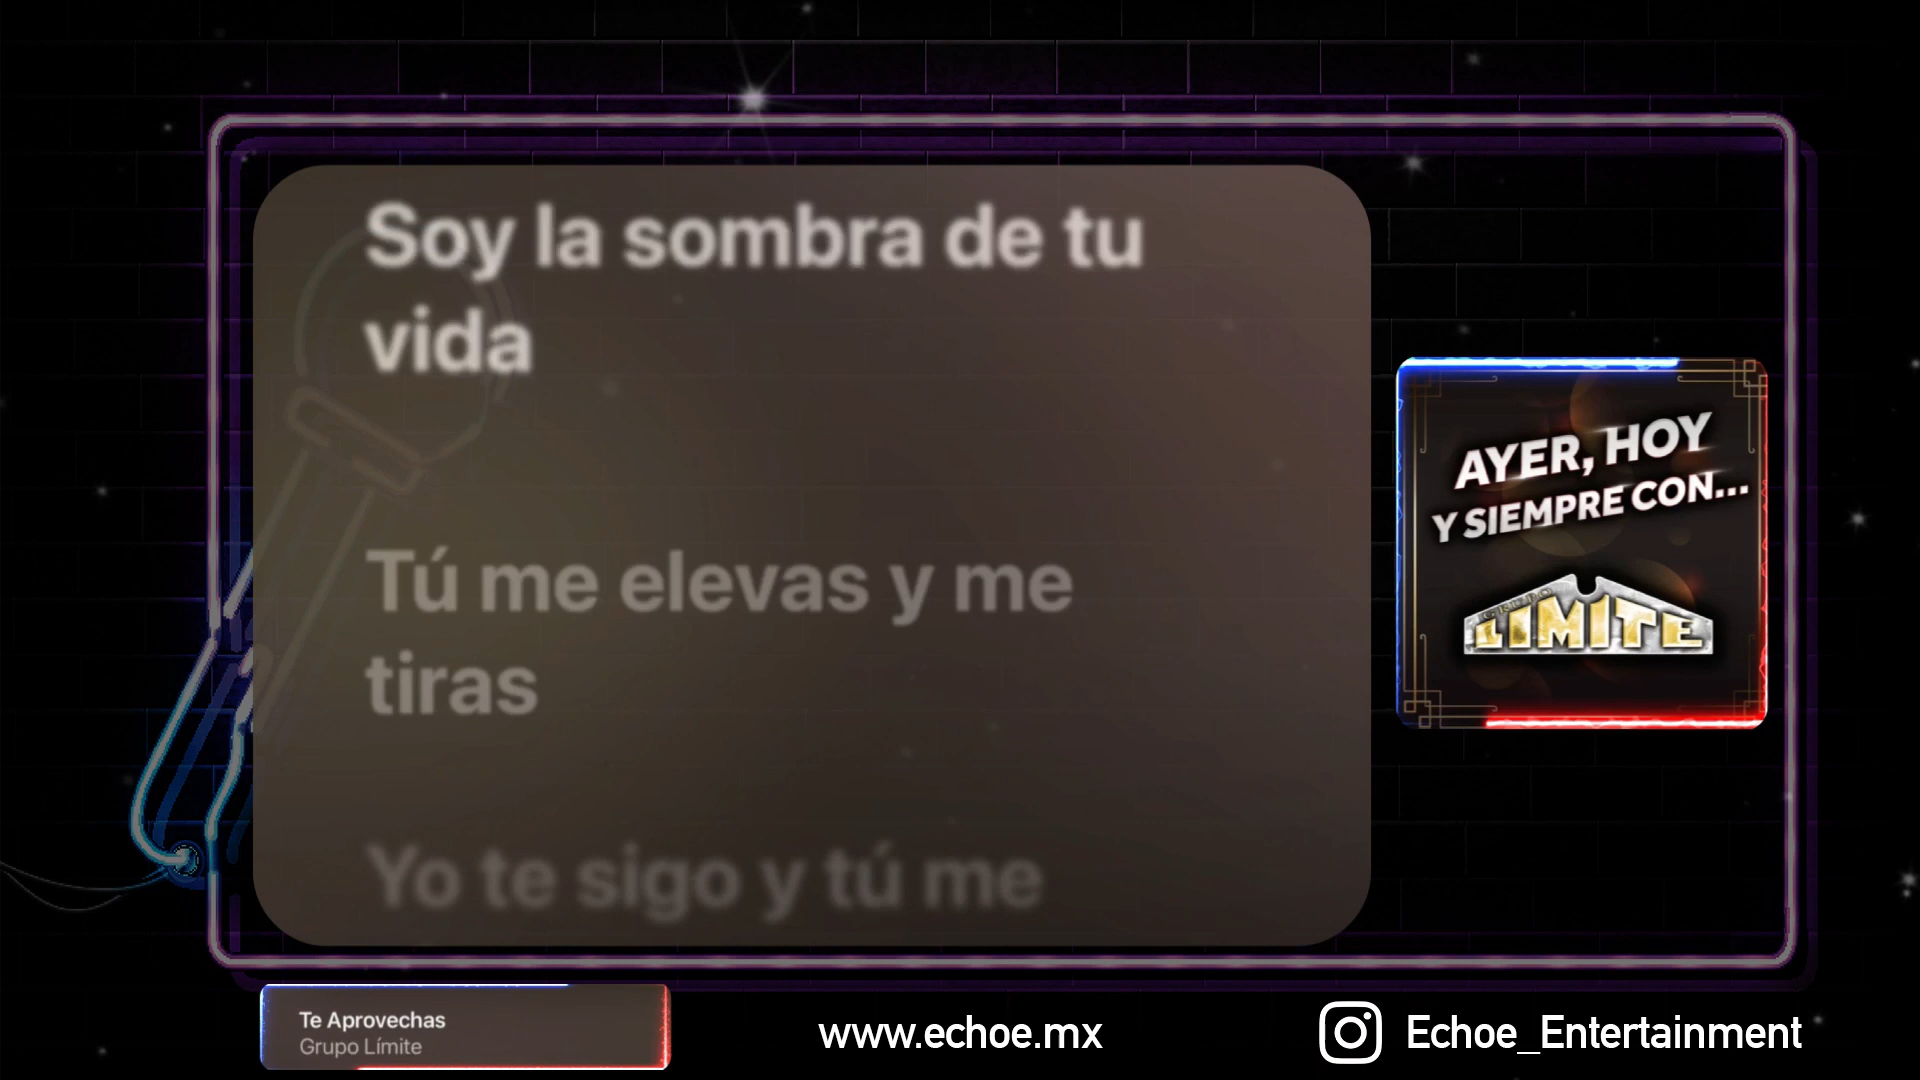 Soy la sombra de tu
vida
Tú me elevas y me
tiras
Yo te sigo y tú me
AYER, HOY
Y SIEMPRE CON...
GRUPO
LIMITE
Te Aprovechas
Grupo Límite
www.echoe.mx
Echoe_Entertainment